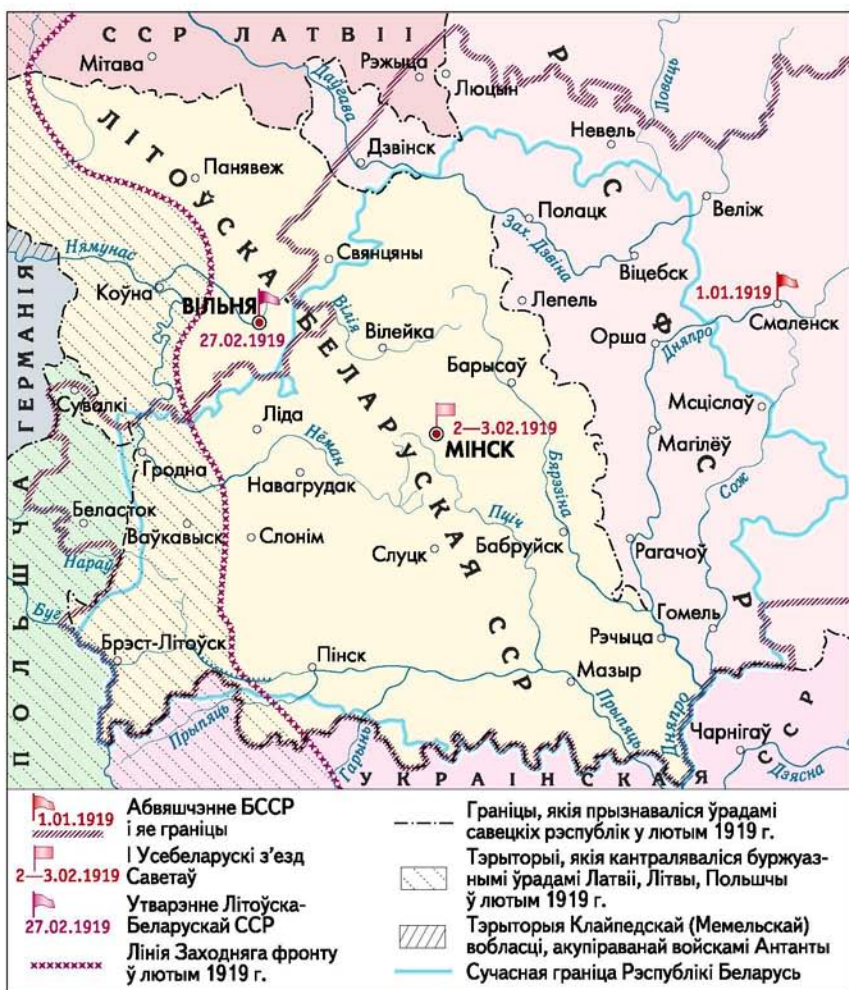 ССР ЛАТВІІ
Мітава
Рэжыца
Люцын
Даўгава
Ловаць
Невель
Дзвінск
Панявеж
Полацк
Веліж
Зах. Дзвіна
Свянцяны
Віцебск
Нямунас
Коўна
ВІЛЬНЯ
27.02.1919
Вілія
Вілейка
Лепель
1.01.1919
Смаленск
Орша
Дняпро
Барысаў
ГЕРМАНІЯ
Сувалкі
Ліда
2—3.02.1919
МІНСК
Мсціслаў
Магілёў
Гродна
Нёман
Навагрудак
Бярэзіна
Сож
Беласток
Ваўкавыск
Слонім
Пціч
Слуцк
Бабруйск
Рагачоў
Нараў
Буг
Гомель
Рэчыца
Брэст-Літоўск
Пінск
Мазыр
Прыпяць
Дняпро
Прыпяць
Гарынь
Чарнігаў
Дзясна
ПОЛЬШЧА
ЛІТОЎСКА-БЕЛАРУСКАЯ ССР
РСФСР
УКРАІНСКАЯ ССР
1.01.1919
Абвяшчэнне БССР
і яе граніцы
2—3.02.1919
І Усебеларускі з’езд
Саветаў
27.02.1919
Утварэнне Літоўска-
Беларускай ССР
Лінія Заходняга фронту
ў лютым 1919 г.
Граніцы, якія прызнаваліся ўрадамі
савецкіх рэспублік у лютым 1919 г.
Тэрыторыі, якія кантраляваліся буржуаз-
нымі ўрадамі Латвіі, Літвы, Польшчы
ў лютым 1919 г.
Тэрыторыя Клайпедскай (Мемельскай)
вобласці, акупіраванай войскамі Антанты
Сучасная граніца Рэспублікі Беларусь